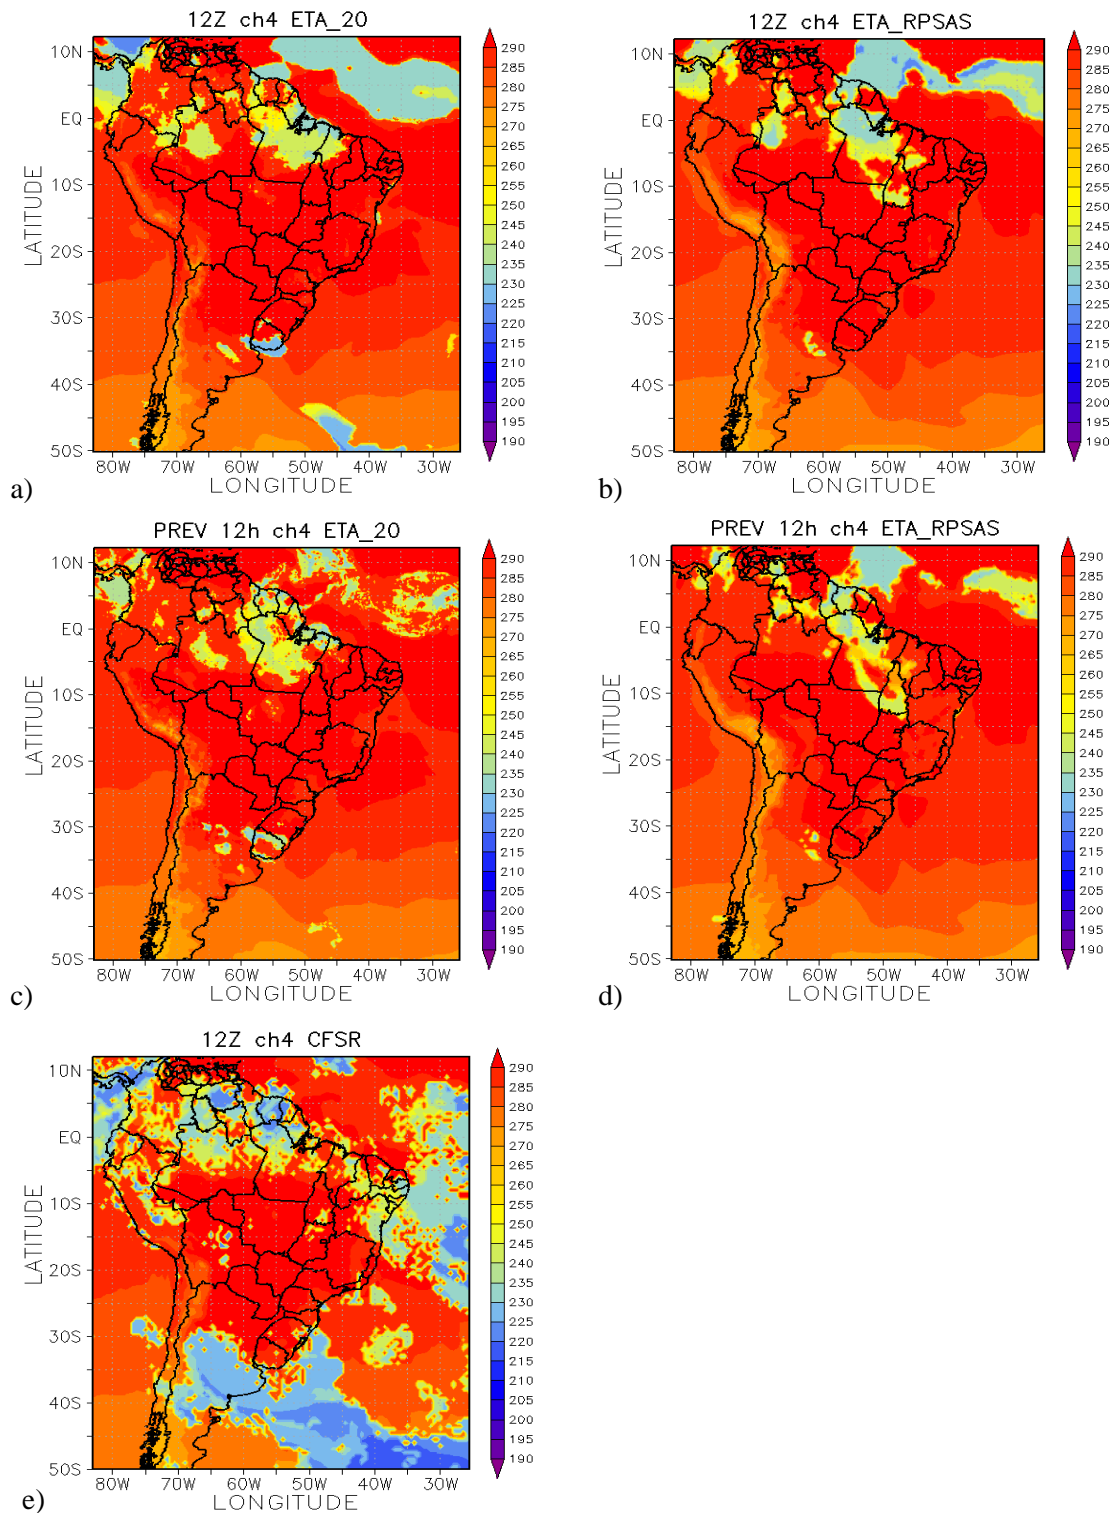 12Z ch4 ETA_20
LATITUDE
10N
EQ
10S
20S
30S
40S
50S
80W 70W 60W 50W 40W 30W
LONGITUDE
290
285
280
275
270
265
260
255
250
245
240
235
230
225
220
215
210
205
200
195
190
a)
12Z ch4 ETA_RPSAS
LATITUDE
10N
EQ
10S
20S
30S
40S
50S
80W 70W 60W 50W 40W 30W
LONGITUDE
290
285
280
275
270
265
260
255
250
245
240
235
230
225
220
215
210
205
200
195
190
b)
PREV 12h ch4 ETA_20
LATITUDE
10N
EQ
10S
20S
30S
40S
50S
80W 70W 60W 50W 40W 30W
LONGITUDE
290
285
280
275
270
265
260
255
250
245
240
235
230
225
220
215
210
205
200
195
190
c)
PREV 12h ch4 ETA_RPSAS
LATITUDE
10N
EQ
10S
20S
30S
40S
50S
80W 70W 60W 50W 40W 30W
LONGITUDE
290
285
280
275
270
265
260
255
250
245
240
235
230
225
220
215
210
205
200
195
190
d)
12Z ch4 CFSR
LATITUDE
10N
EQ
10S
20S
30S
40S
50S
80W 70W 60W 50W 40W 30W
LONGITUDE
290
285
280
275
270
265
260
255
250
245
240
235
230
225
220
215
210
205
200
195
190
e)